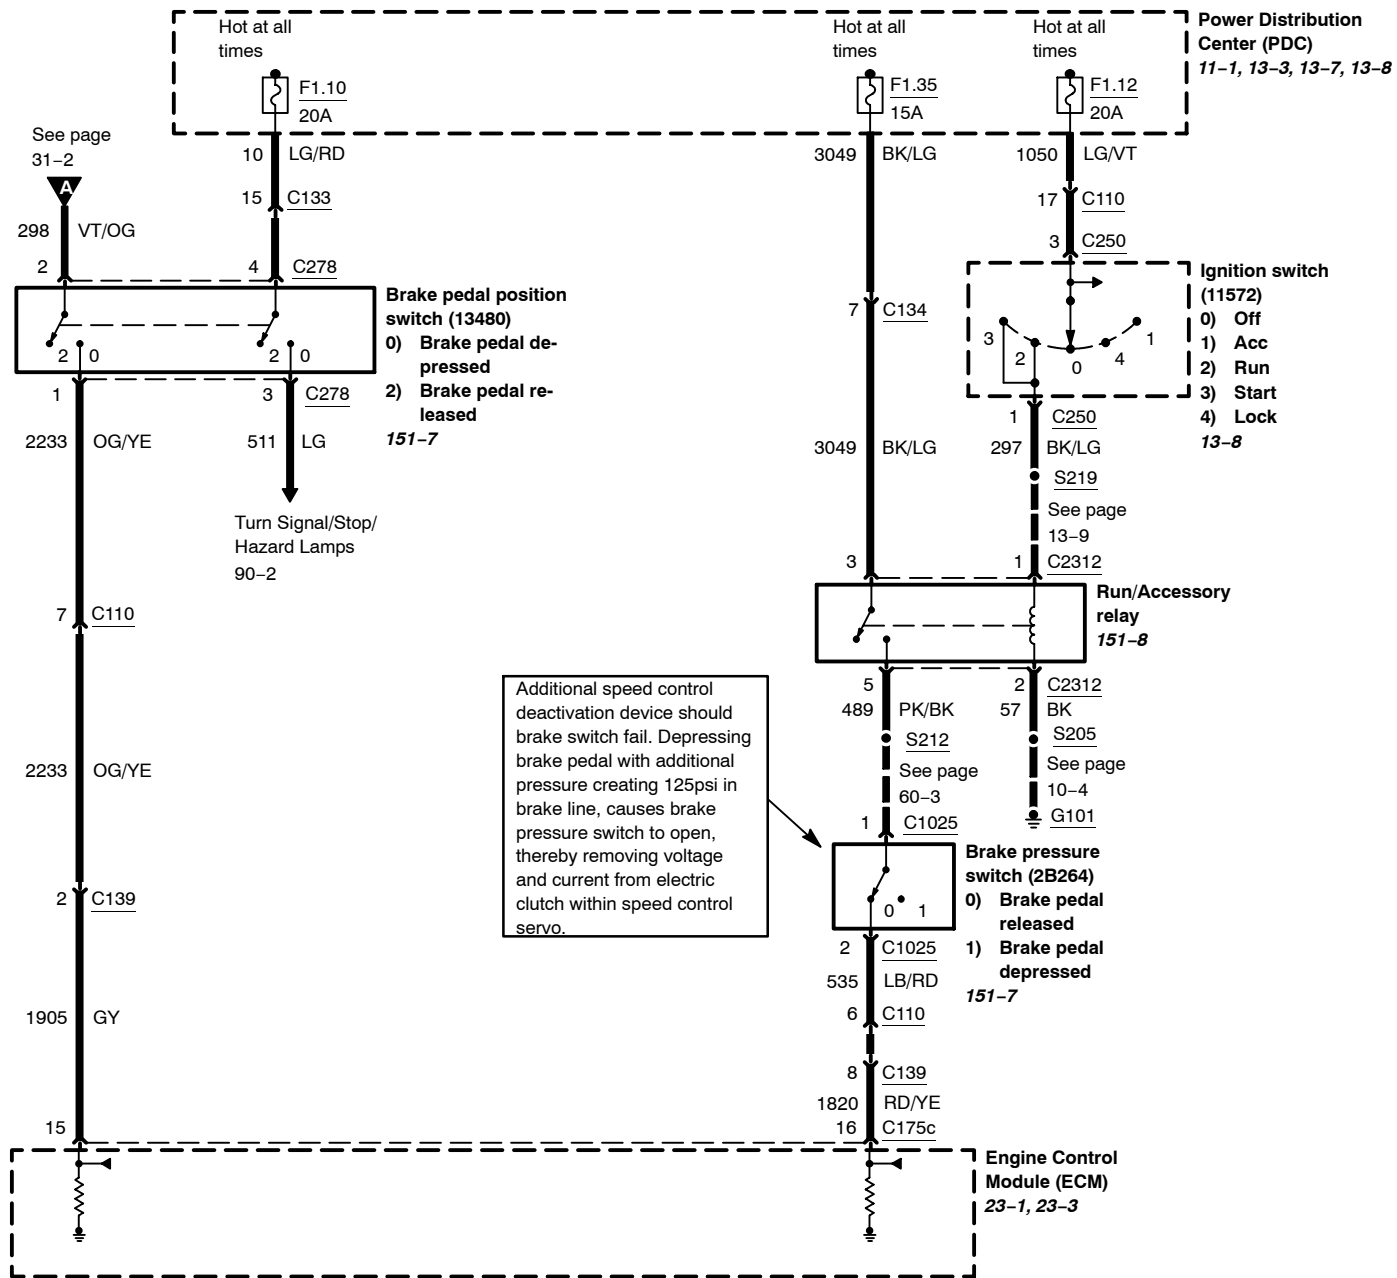 Hot at all
times
Hot at all
times
Hot at all
times
Power Distribution
Center (PDC)
11−1, 13−3, 13−7, 13−8
F1.10
20A
F1.35
15A
F1.12
20A
See page
31−2
A
10 LG/RD
3049 BK/LG
1050 LG/VT
15 C133
17 C110
298 VT/OG
3 C250
2
4 C278
Ignition switch
(11572)
0) Off
1) Acc
2) Run
3) Start
4) Lock
13−8
3
2
0
4
1
Brake pedal position
switch (13480)
0) Brake pedal de-
pressed
2) Brake pedal re-
leased
151−7
2 0
2 0
7 C134
1
3 C278
1 C250
2233 OG/YE
511 LG
3049 BK/LG
297 BK/LG
S219
See page
13−9
Turn Signal/Stop/
Hazard Lamps
90−2
3
1 C2312
Run/Accessory
relay
151−8
7 C110
5
2 C2312
489 PK/BK
57 BK
S212
S205
See page
60−3
See page
10−4
1 C1025
G101
Additional speed control
deactivation device should
brake switch fail. Depressing
brake pedal with additional
pressure creating 125psi in
brake line, causes brake
pressure switch to open,
thereby removing voltage
and current from electric
clutch within speed control
servo.
2233 OG/YE
Brake pressure
switch (2B264)
0) Brake pedal
released
1) Brake pedal
depressed
151−7
0 1
2 C139
2 C1025
535 LB/RD
1905 GY
6 C110
8 C139
1820 RD/YE
15
16 C175c
Engine Control
Module (ECM)
23−1, 23−3